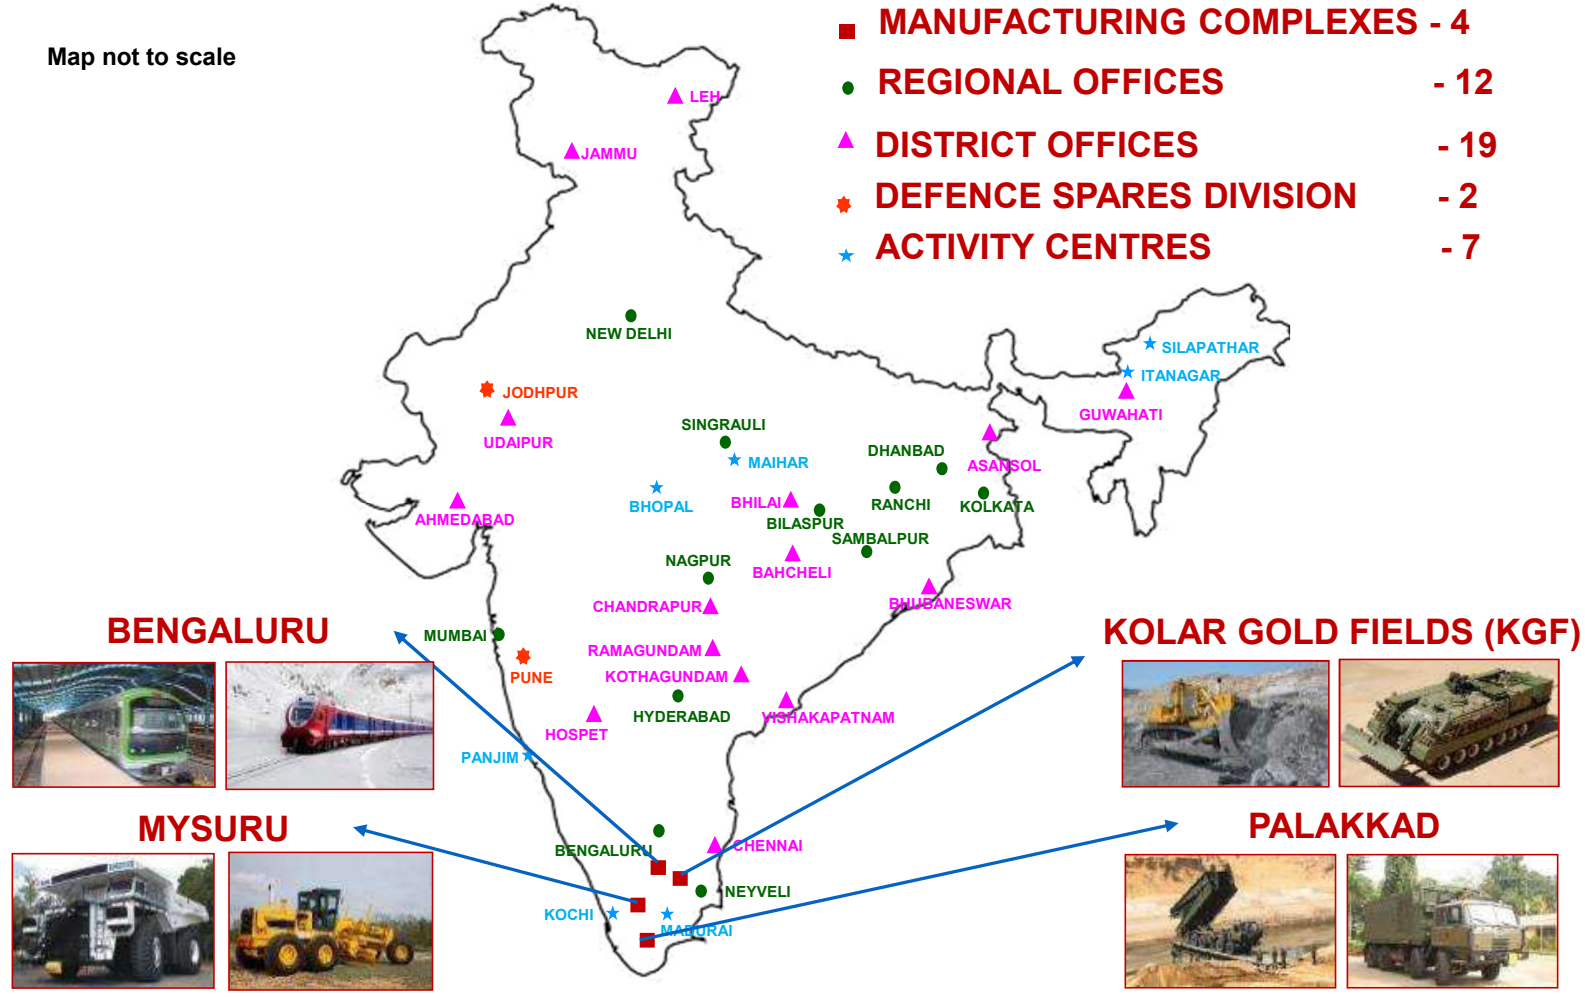 Map not to scale
MANUFACTURING COMPLEXES - 4
REGIONAL OFFICES - 12
DISTRICT OFFICES - 19
DEFENCE SPARES DIVISION - 2
ACTIVITY CENTRES - 7
LEH
JAMMU
NEW DELHI
SILAPATHAR
ITANAGAR
GUWAHATI
JODHPUR
UDAIPUR
SINGRAULI
MAIHAR
DHANBAD
ASANSOL
BHOPAL
BHILAI
RANCHI
KOLKATA
AHMEDABAD
BILASPUR
SAMBALPUR
NAGPUR
BAHCHELI
CHANDRAPUR
BHUBANESWAR
MUMBAI
RAMAGUNDAM
PUNE
KOTHAGUNDAM
HYDERABAD
VISHAKAPATNAM
HOSPET
PANJIM
BENGALURU
CHENNAI
NEYVELI
KOCHI
MADURAI
BENGALURU
KOLAR GOLD FIELDS (KGF)
MYSURU
PALAKKAD